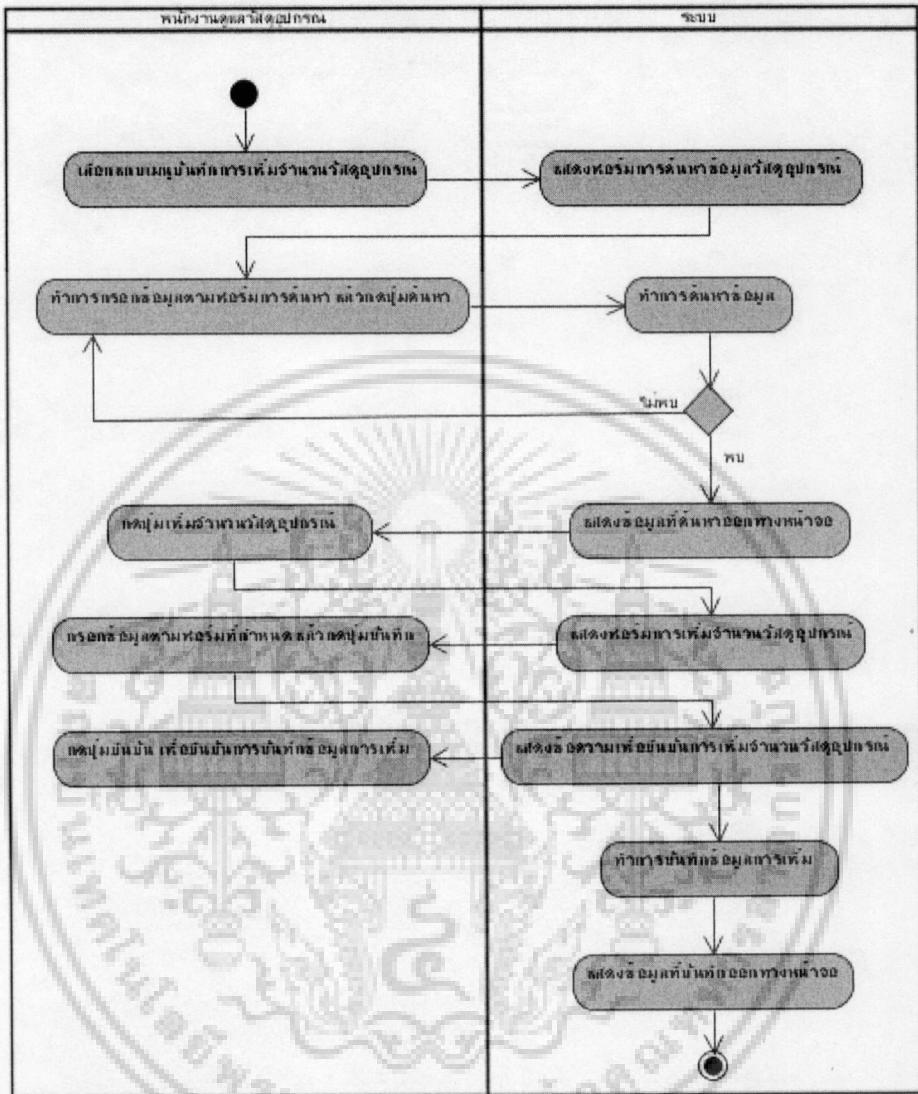 พนักงานดูแลวัสดุอุปกรณ์
ระบบ
เลือกแถบเมนูบันทึกการเพิ่มจำนวนวัสดุอุปกรณ์
แสดงฟอร์มการค้นหาข้อมูลวัสดุอุปกรณ์
ทำการกรอกข้อมูลตามฟอร์มการค้นหา แล้วกดปุ่มค้นหา
ทำการค้นหาข้อมูล
ไม่พบ
พบ
กดปุ่มเพิ่มจำนวนวัสดุอุปกรณ์
แสดงข้อมูลที่ค้นหาออกทางหน้าจอ
กรอกข้อมูลตามฟอร์มที่กำหนด แล้วกดปุ่มบันทึก
แสดงฟอร์มการเพิ่มจำนวนวัสดุอุปกรณ์
กดปุ่มยืนยัน เพื่อยืนยันการบันทึกข้อมูลการเพิ่ม
แสดงข้อความเพื่อยืนยันการเพิ่มจำนวนวัสดุอุปกรณ์
ทำการบันทึกข้อมูลการเพิ่ม
แสดงข้อมูลที่บันทึกออกทางหน้าจอ